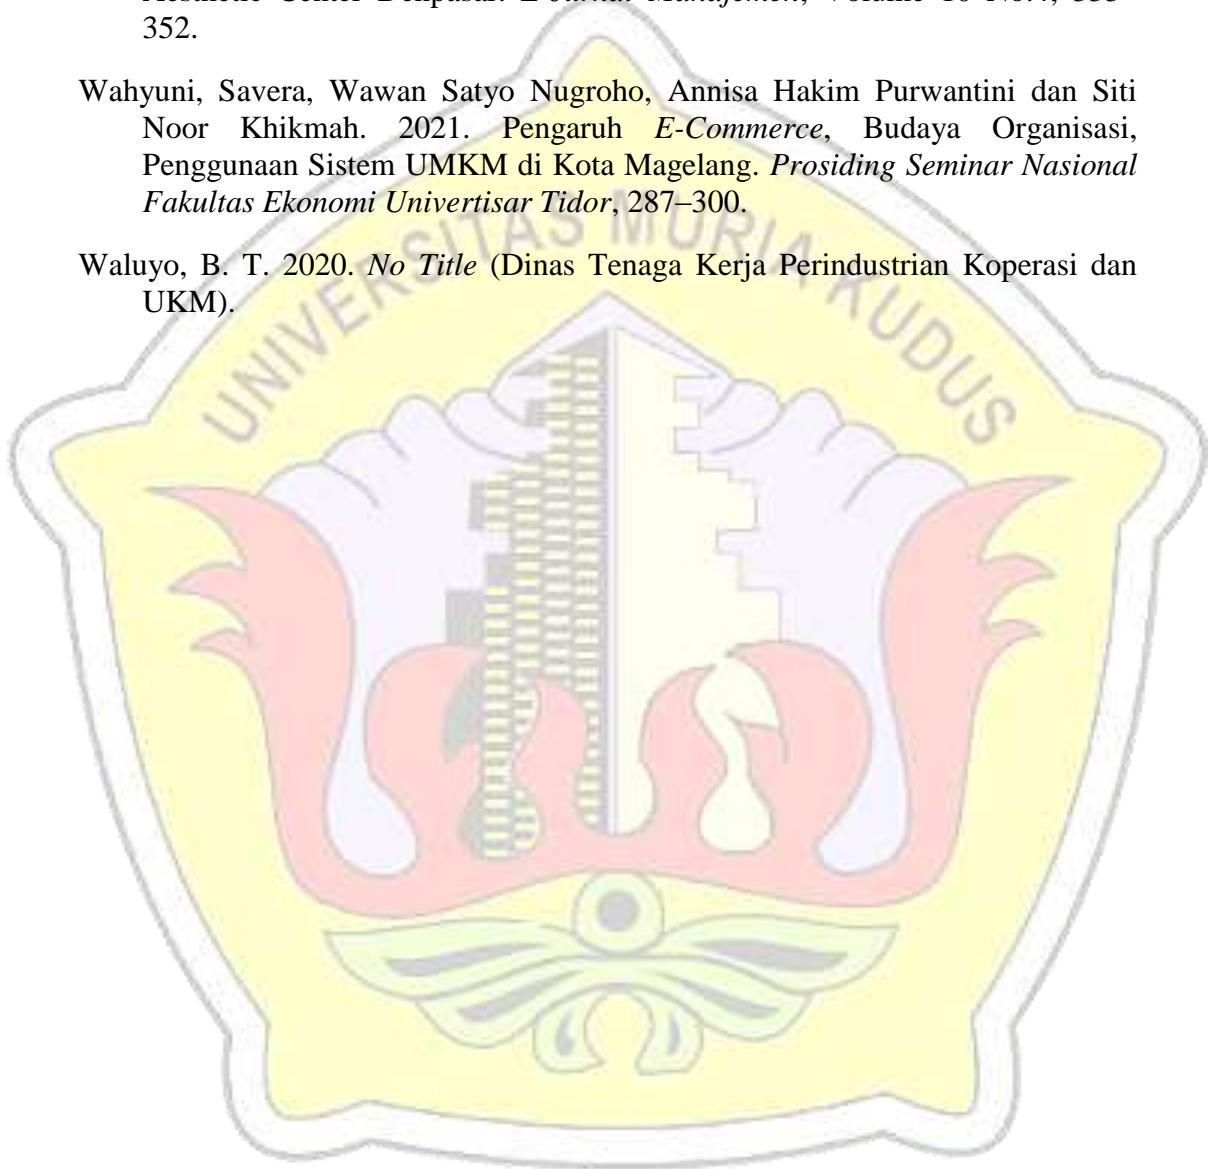 352.
Wahyuni, Savera, Wawan Satyo Nugroho, Annisa Hakim Purwantini dan Siti
Noor Khikmah. 2021. Pengaruh E-Commerce, Budaya Organisasi,
Penggunaan Sistem UMKM di Kota Magelang. Prosiding Seminar Nasional
Fakultas Ekonomi Univertisar Tidor, 287–300.
Waluyo, B. T. 2020. No Title (Dinas Tenaga Kerja Perindustrian Koperasi dan
UKM).
UNIVERSITAS MURIA KUDUS